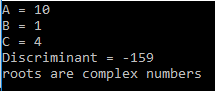 A = 10
B = 1
C = 4
Discriminant = -159
roots are complex numbers